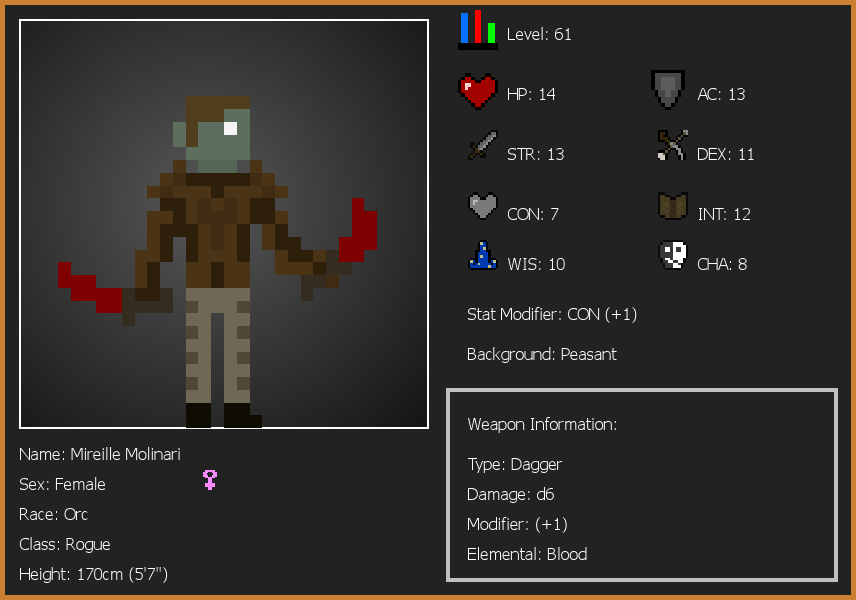 Level: 61
HP: 14
AC: 13
STR: 13
DEX: 11
CON: 7
INT: 12
WIS: 10
CHA: 8
Stat Modifier: CON (+1)
Background: Peasant
Weapon Information:
Type: Dagger
Damage: d6
Modifier: (+1)
Elemental: Blood
Name: Mireille Molinari
Sex: Female
Race: Orc
Class: Rogue
Height: 170cm (5'7")